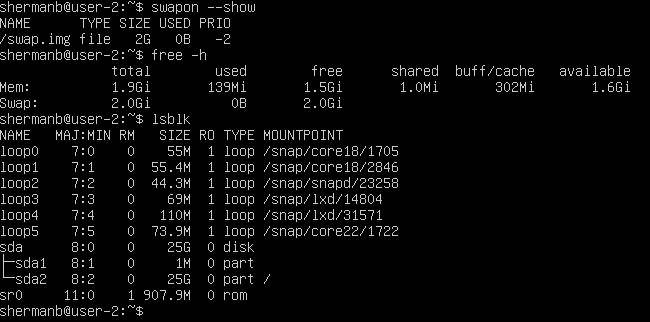 shermanb@user-2:~$ swapon --show
NAME      TYPE SIZE USED PRIO
/swap.img file   2G   0B   -2
shermanb@user-2:~$ free -h
              total        used        free      shared  buff/cache   available
Mem:          1.9Gi       139Mi       1.5Gi       1.0Mi       302Mi       1.6Gi
Swap:         2.0Gi          0B       2.0Gi
shermanb@user-2:~$ lsblk
NAME   MAJ:MIN RM   SIZE RO TYPE MOUNTPOINT
loop0    7:0    0    55M  1 loop /snap/core18/1705
loop1    7:1    0  55.4M  1 loop /snap/core18/2846
loop2    7:2    0  44.3M  1 loop /snap/snapd/23258
loop3    7:3    0    69M  1 loop /snap/lxd/14804
loop4    7:4    0   110M  1 loop /snap/lxd/31571
loop5    7:5    0  73.9M  1 loop /snap/core22/1722
sda      8:0    0    25G  0 disk
├─sda1   8:1    0     1M  0 part
└─sda2   8:2    0    25G  0 part /
sr0     11:0    1 907.9M  0 rom
shermanb@user-2:~$